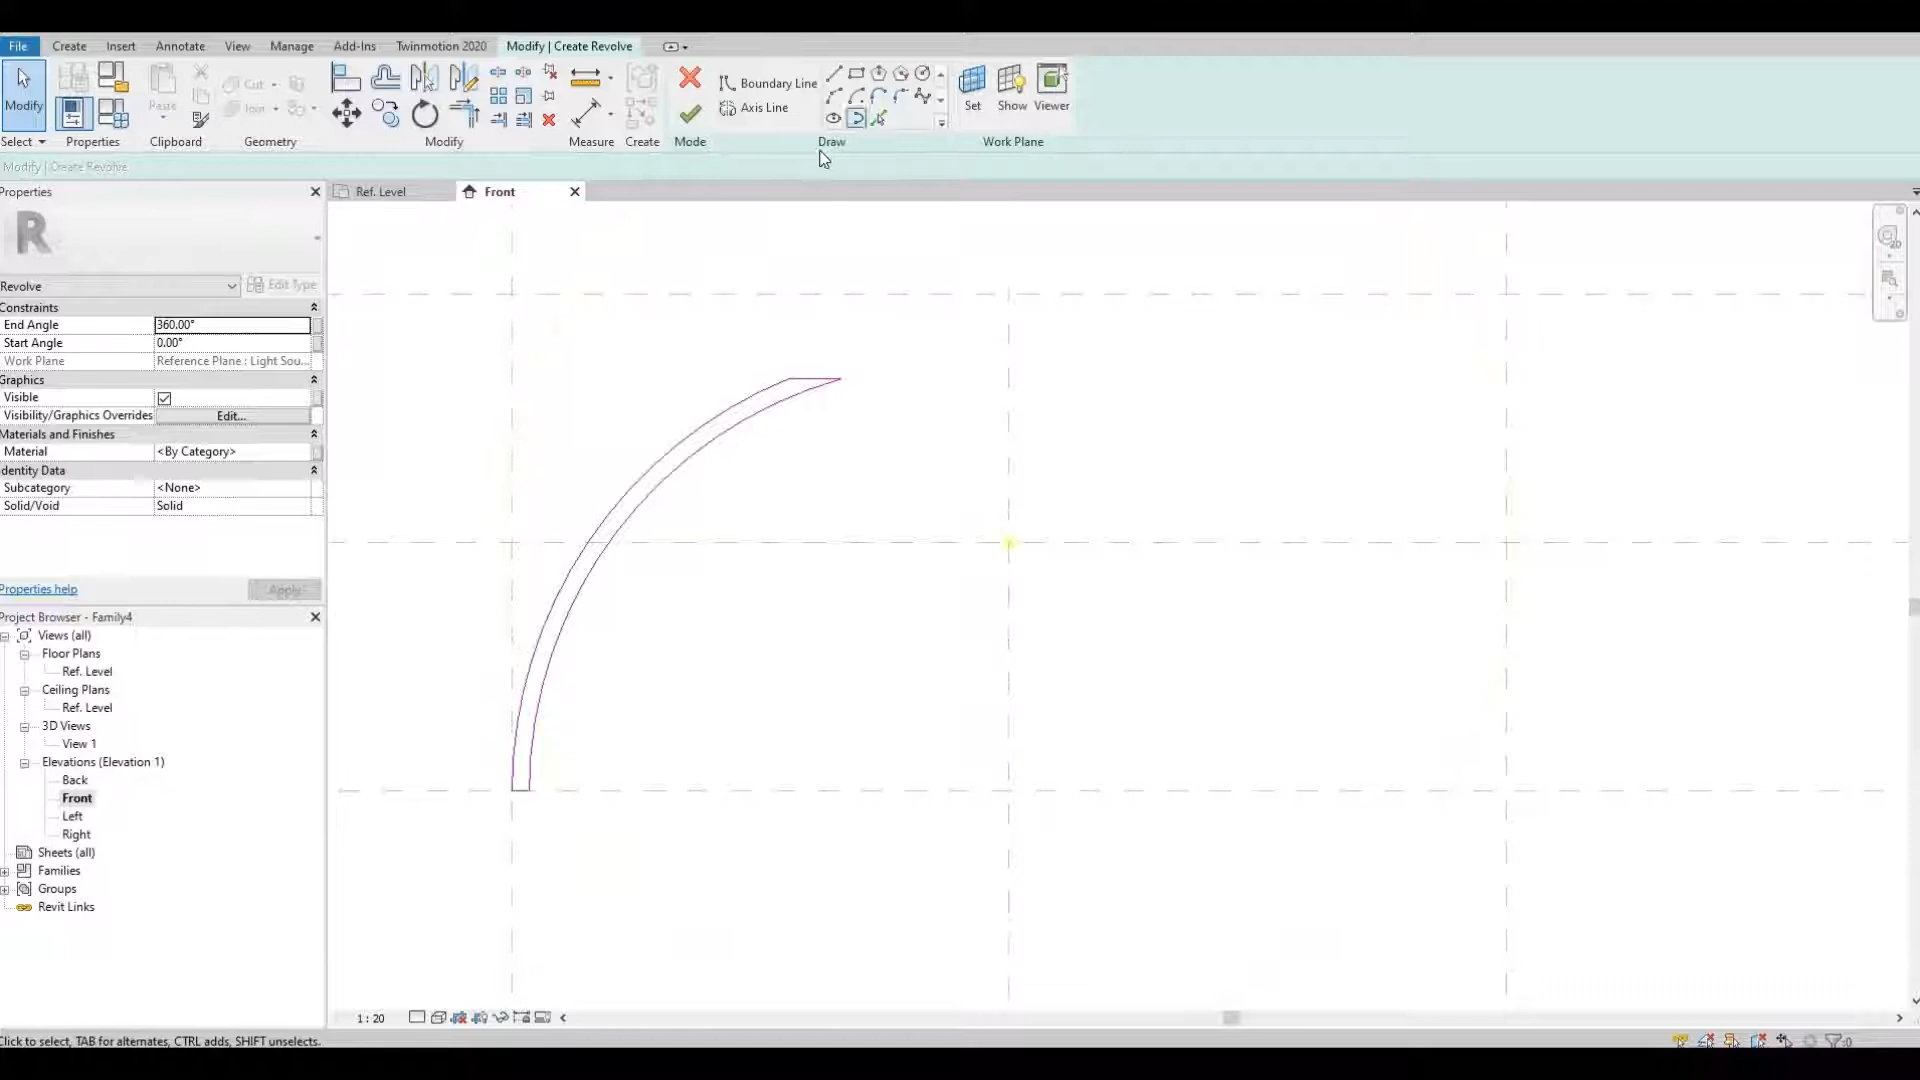 File Create Insert Annotate View Manage Add-Ins Twinmotion 2020 Modify | Create Revolve
Modify Paste Cut Join Boundary Line Axis Line Set Show Viewer
Select Properties Clipboard Geometry Modify Measure Create Mode Draw Work Plane
Modify | Create Revolve
Properties
Ref. Level
Front
R
Revolve
Edit Type
Constraints
End Angle 360.00°
Start Angle 0.00°
Work Plane Reference Plane : Light Sou...
Graphics
Visible
Visibility/Graphics Overrides Edit...
Materials and Finishes
Material <By Category>
Identity Data
Subcategory <None>
Solid/Void Solid
Properties help
Apply
Project Browser - Family4
Views (all)
Floor Plans
Ref. Level
Ceiling Plans
Ref. Level
3D Views
View 1
Elevations (Elevation 1)
Back
Front
Left
Right
Sheets (all)
Families
Groups
Revit Links
1 : 20
Click to select, TAB for alternates, CTRL adds, SHIFT unselects.
:0